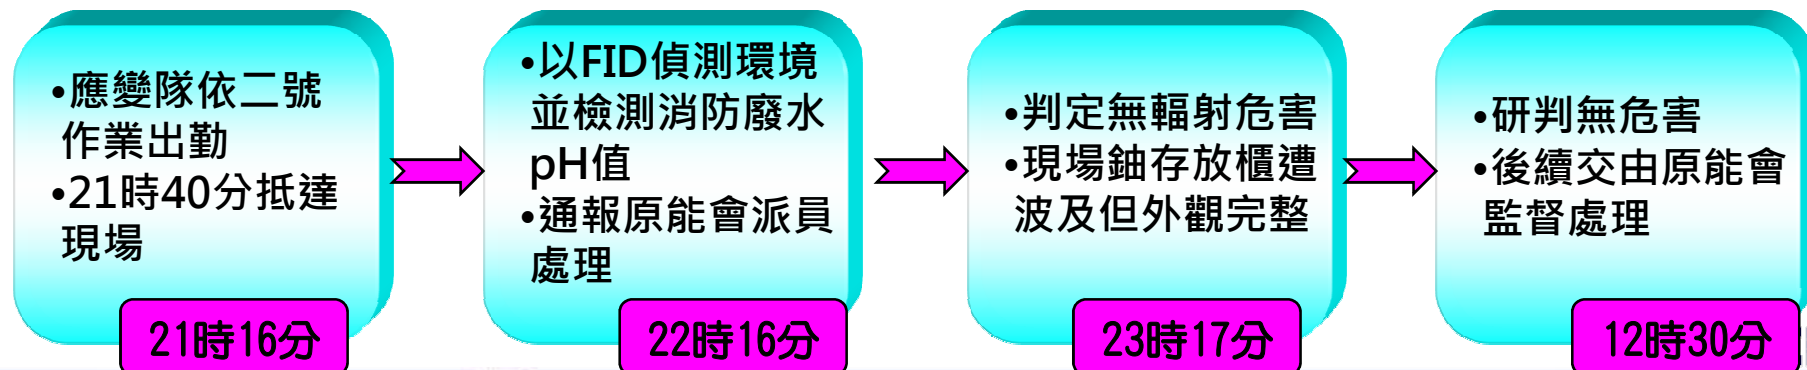 •應變隊依二號
作業出勤
•21時40分抵達
現場
21時16分
•以FID偵測環境
並檢測消防廢水
pH值
•通報原能會派員
處理
22時16分
•判定無輻射危害
•現場鈾存放櫃遭
波及但外觀完整
23時17分
•研判無危害
•後續交由原能會
監督處理
12時30分